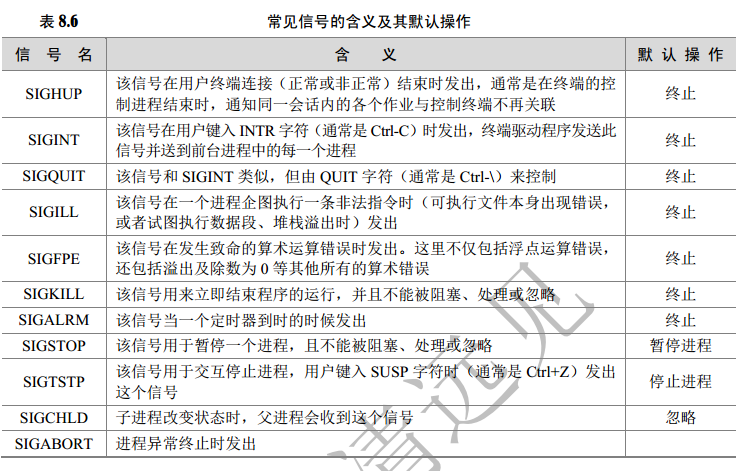 表 8.6 常见信号的含义及其默认操作
信 号 名 含 义 默 认 操 作
SIGHUP 该信号在用户终端连接（正常或非正常）结束时发出，通常是在终端的控
制进程结束时，通知同一会话内的各个作业与控制终端不再关联 终止
SIGINT 该信号在用户键入 INTR 字符（通常是 Ctrl-C）时发出，终端驱动程序发送此
信号并送到前台进程中的每一个进程 终止
SIGQUIT 该信号和 SIGINT 类似，但由 QUIT 字符（通常是 Ctrl-\）来控制 终止
SIGILL 该信号在一个进程企图执行一条非法指令时（可执行文件本身出现错误，
或者试图执行数据段、堆栈溢出时）发出 终止
SIGFPE 该信号在发生致命的算术运算错误时发出。这里不仅包括浮点运算错误，
还包括溢出及除数为 0 等其他所有的算术错误 终止
SIGKILL 该信号用来立即结束程序的运行，并且不能被阻塞、处理或忽略 终止
SIGALRM 该信号当一个定时器到时的时候发出 终止
SIGSTOP 该信号用于暂停一个进程，且不能被阻塞、处理或忽略 暂停进程
SIGTSTP 该信号用于交互停止进程，用户键入 SUSP 字符时（通常是 Ctrl+Z）发出
这个信号 停止进程
SIGCHLD 子进程改变状态时，父进程会收到这个信号 忽略
SIGABORT 进程异常终止时发出
清远见